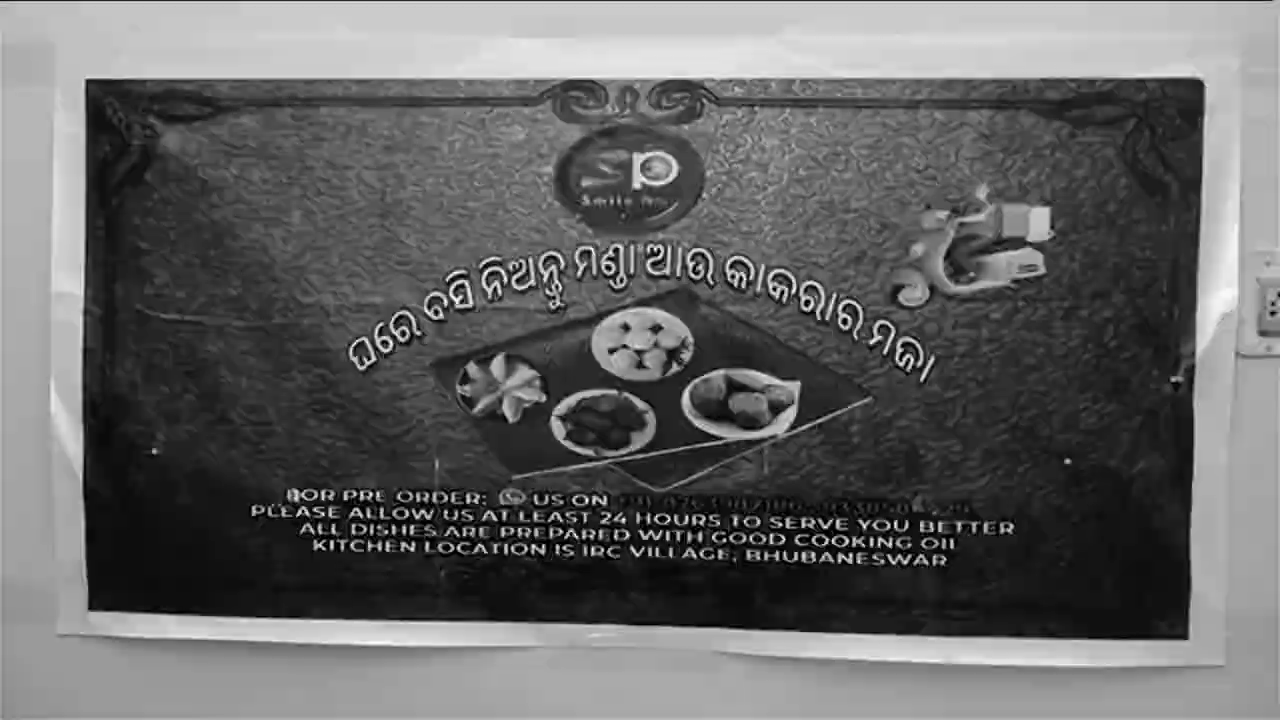 SP
Smile
ଘରେ ବସି ନିଅନ୍ତୁ ମଣ୍ଡା ଆଉ କାକରାର ମଜା
FOR PRE ORDER: US ON
PLEASE ALLOW US AT LEAST 24 HOURS TO SERVE YOU BETTER
ALL DISHES ARE PREPARED WITH GOOD COOKING OIl
KITCHEN LOCATION IS IRC VILLAGE, BHUBANESWAR